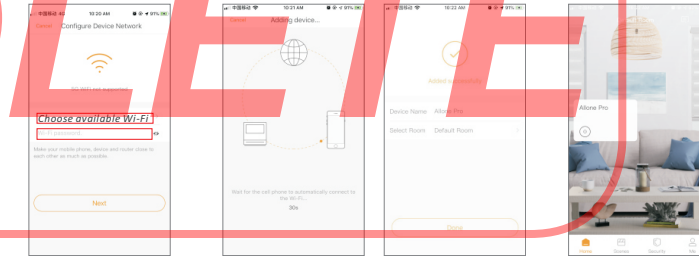 中国移动 4G 10:20 AM 91%
Cancel Configure Device Network
5G WIFI not supported
Choose available Wi-Fi
Wi-Fi password
Make your mobile phone, device and router close to
each other as much as possible.
Next
中国移动 10:21 AM 91%
Cancel Adding device...
Wait for the cell phone to automatically connect to
the Wi-Fi...
30s
中国移动 10:22 AM 91%
Added successfully
Device Name Allone Pro
Select Room Default Room
Done
Allone Pro
Home Devices Security Me